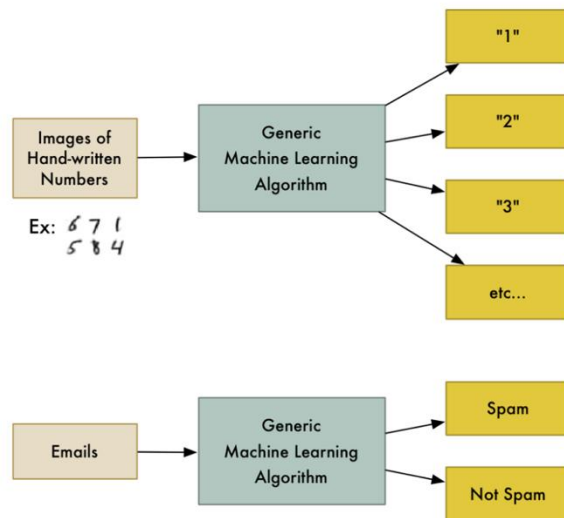 Images of
Hand-written
Numbers
Ex: 6 7 1
5 8 4
Generic
Machine Learning
Algorithm
"1"
"2"
"3"
etc...
Emails
Generic
Machine Learning
Algorithm
Spam
Not Spam